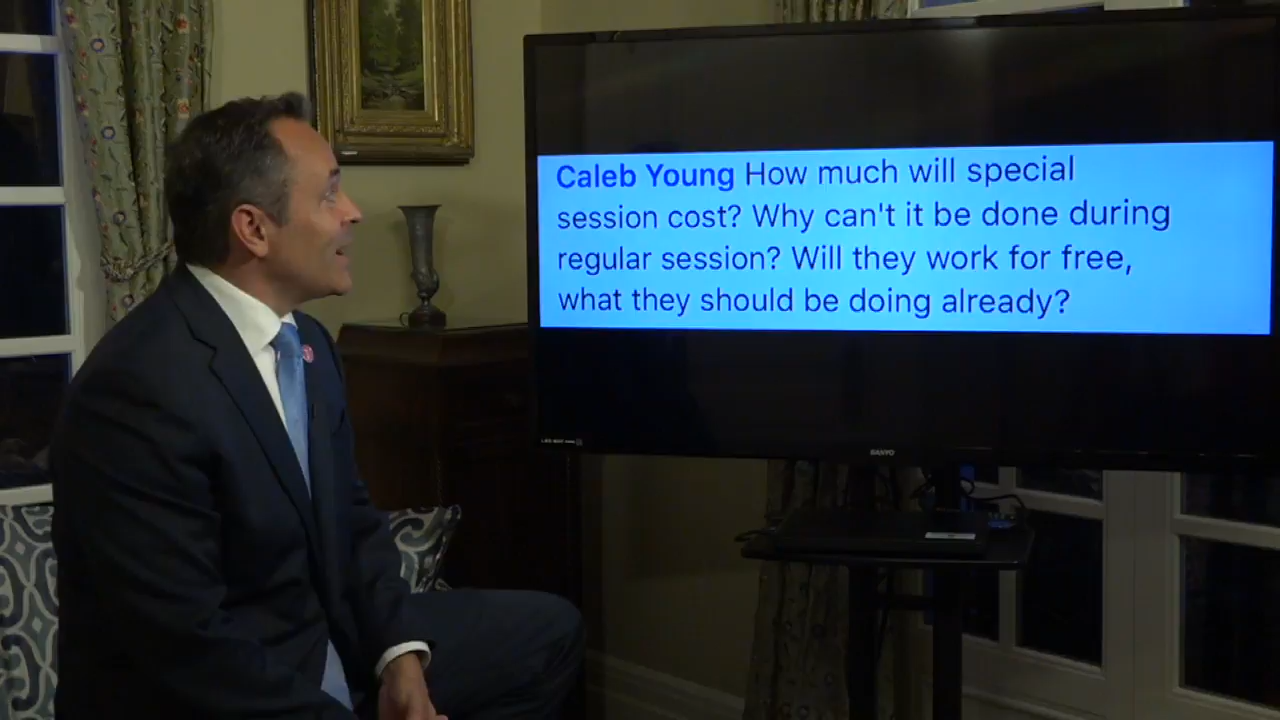 Caleb Young How much will special
session cost? Why can't it be done during
regular session? Will they work for free,
what they should be doing already?
SANYO